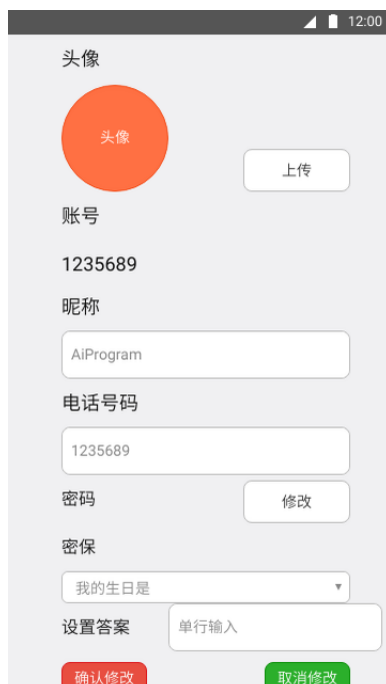 12:00
头像
头像
上传
账号
1235689
昵称
AiProgram
电话号码
1235689
密码
修改
密保
我的生日是
设置答案
单行输入
确认修改
取消修改